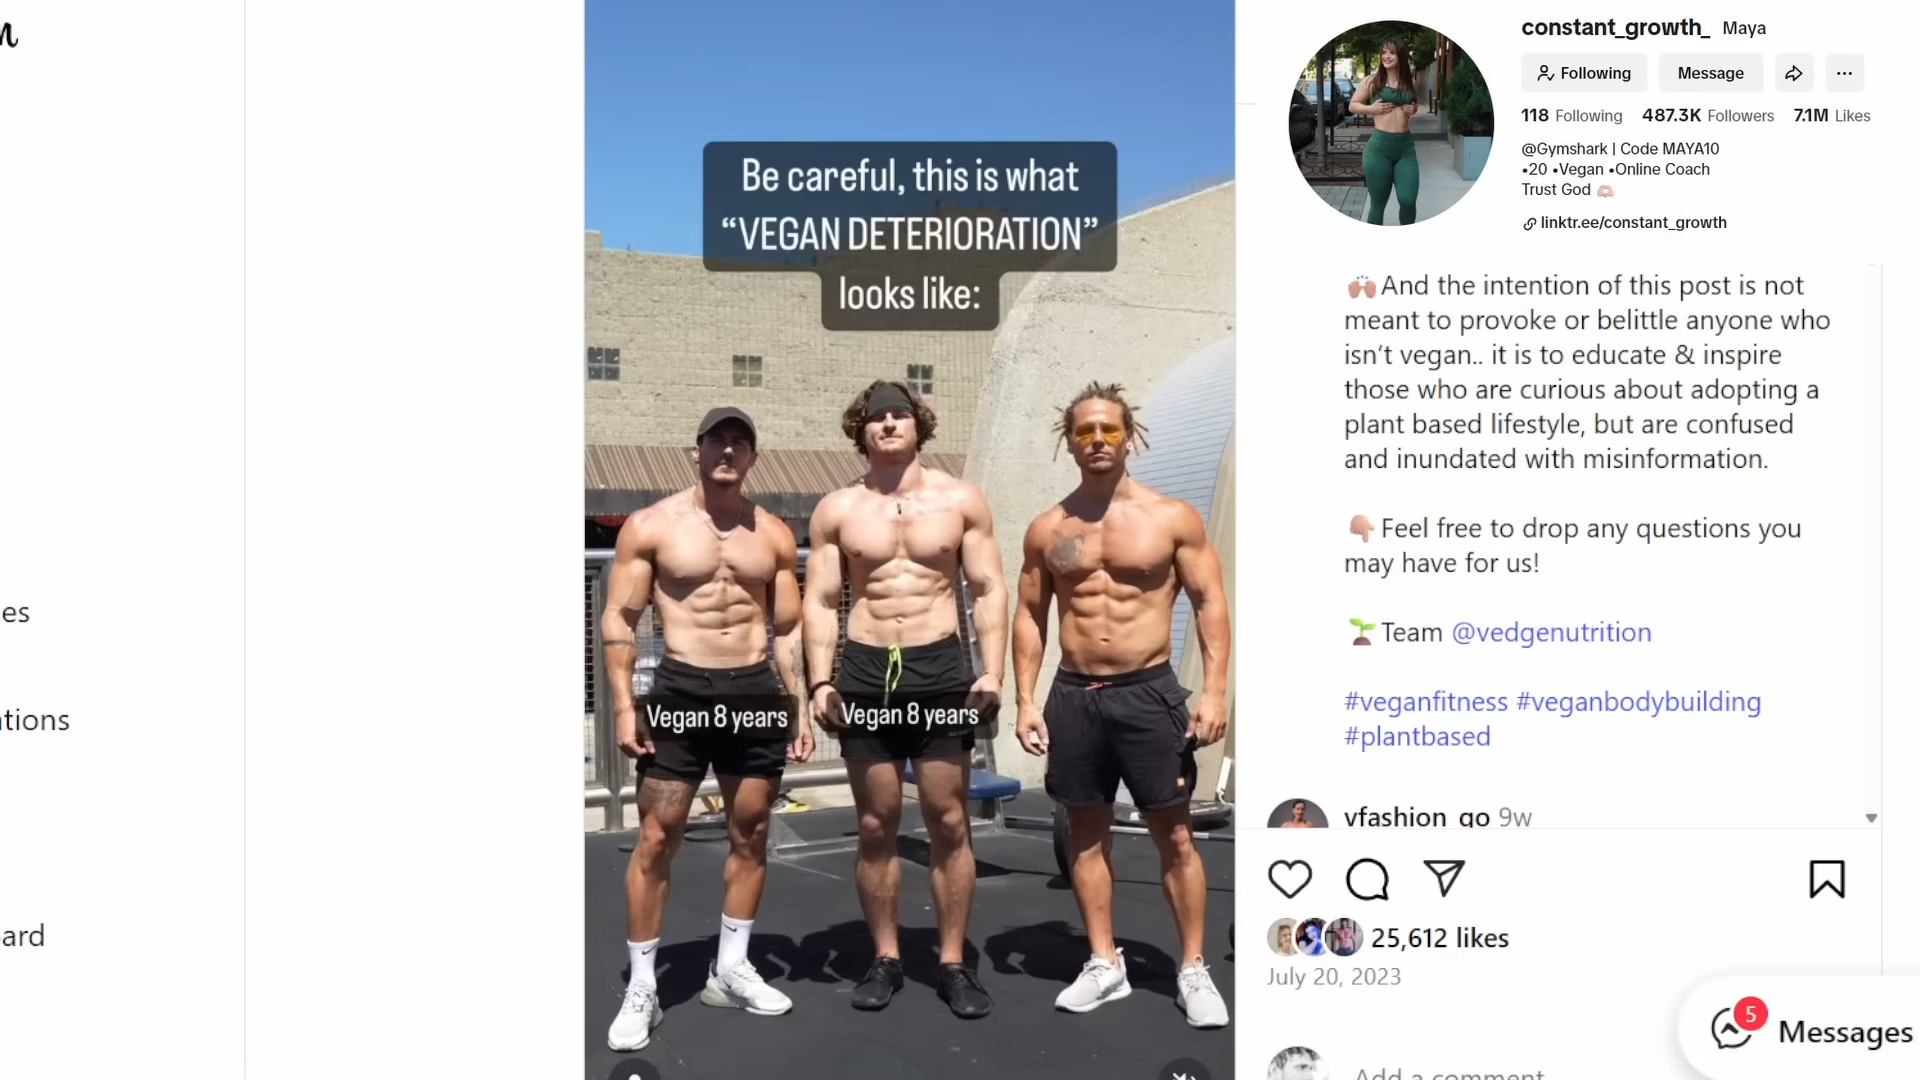 es
ations
ard
Be careful, this is what
“VEGAN DETERIORATION”
looks like:
Vegan 8 years
Vegan 8 years
constant_growth_ Maya
Following
Message
118 Following 487.3K Followers 7.1M Likes
@Gymshark | Code MAYA10
•20 •Vegan •Online Coach
Trust God 🫶🏻
linktr.ee/constant_growth
🙌🏽And the intention of this post is not
meant to provoke or belittle anyone who
isn’t vegan.. it is to educate & inspire
those who are curious about adopting a
plant based lifestyle, but are confused
and inundated with misinformation.
👇🏽Feel free to drop any questions you
may have for us!
🌱Team @vedgenutrition
#veganfitness #veganbodybuilding
#plantbased
vfashion_go 9w
25,612 likes
July 20, 2023
5
Messages
Add a comment